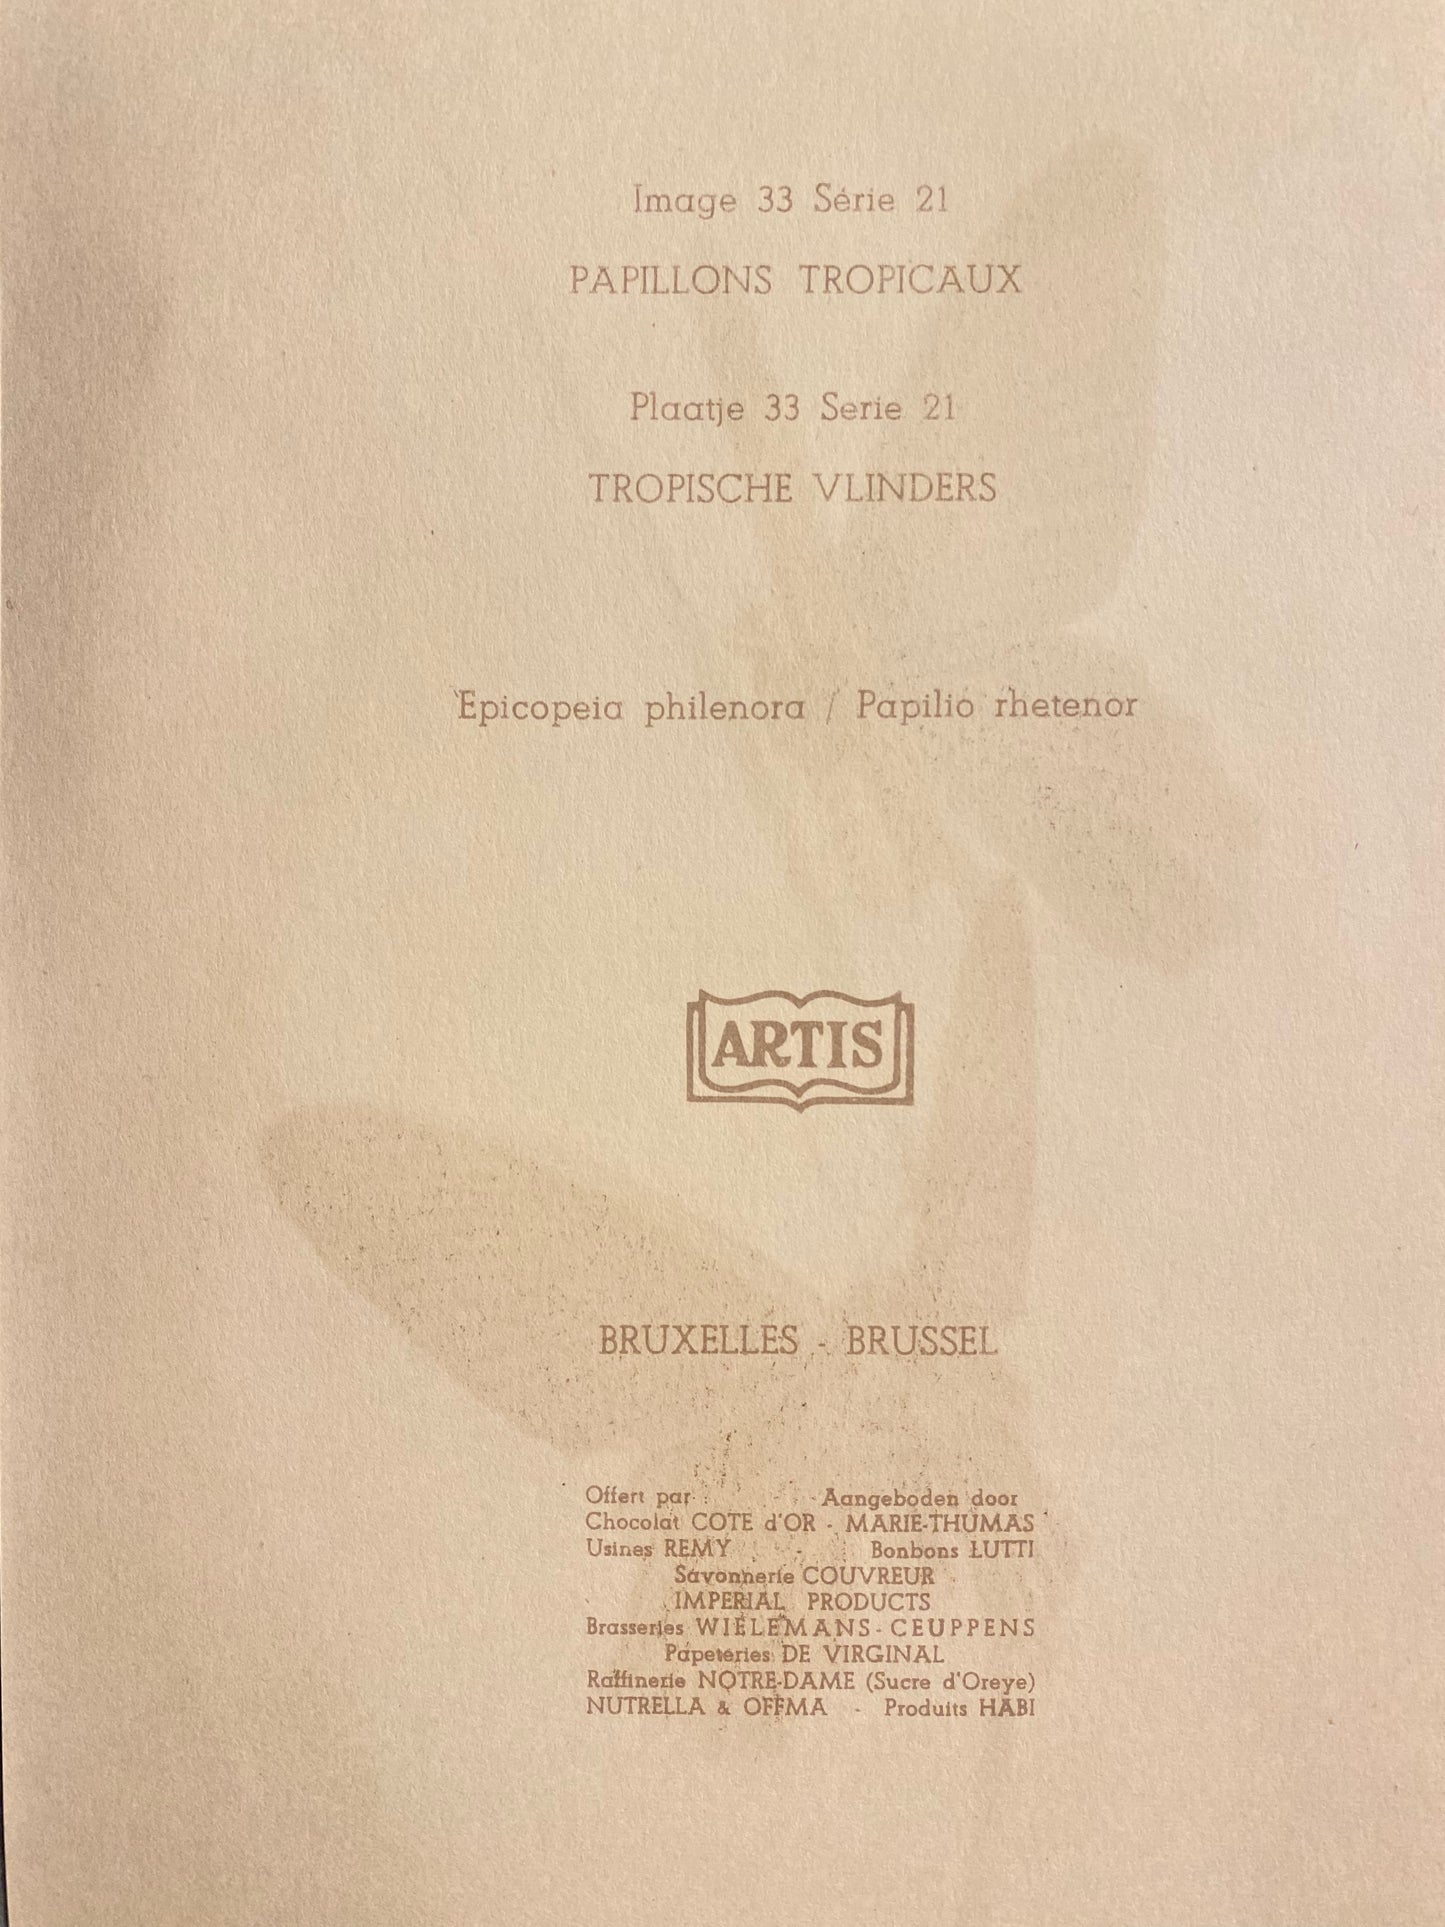 Image 33 Série 21
PAPILLONS TROPICAUX
Plaatje 33 Serie 21
TROPISCHE VLINDERS
Epicopeia philenora / Papilio rhetenor
ARTIS
BRUXELLES - BRUSSEL
Offert par - Aangeboden door
Chocolat COTE d'OR - MARIE-THUMAS
Usines REMY - Bonbons LUTTI
Savonnerie COUVREUR
IMPERIAL PRODUCTS
Brasseries WIELEMANS-CEUPPENS
Papeteries DE VIRGINAL
Raffinerie NOTRE-DAME (Sucre d'Oreye)
NUTRELLA & OFFMA - Produits HABI